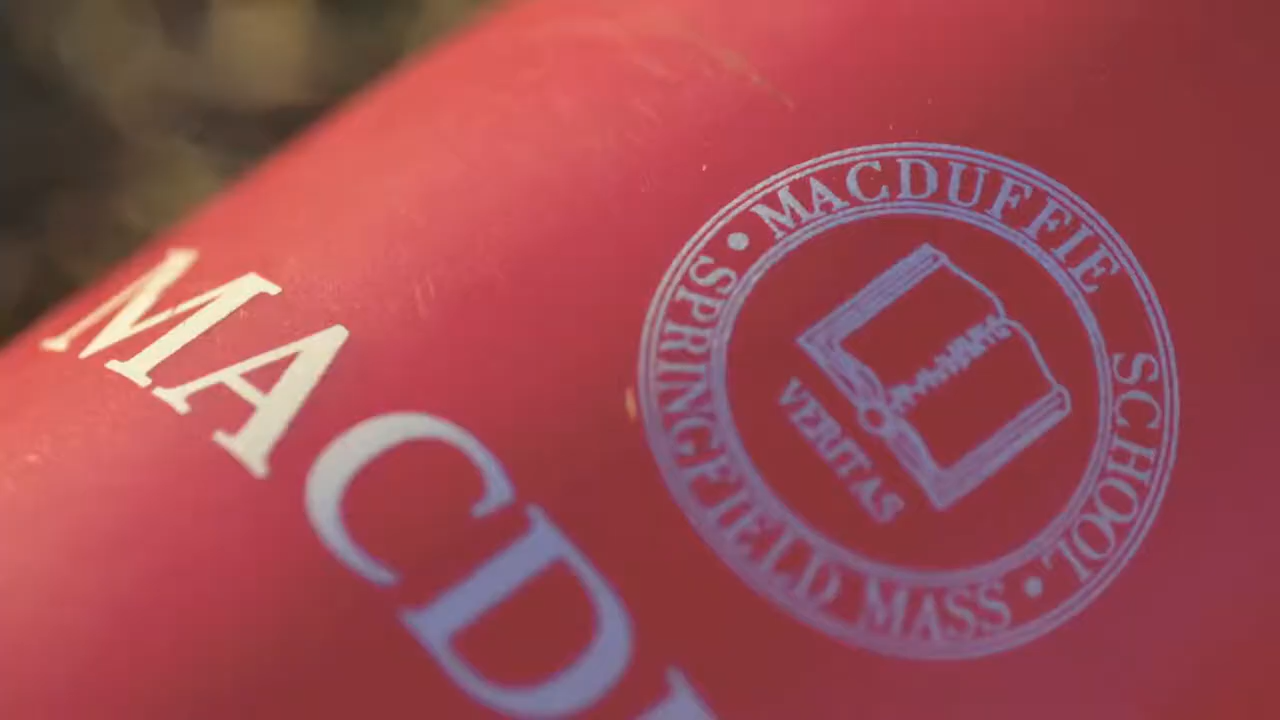 MACD
MACDUFFIE SCHOOL • SPRINGFIELD MASS •
VERITAS